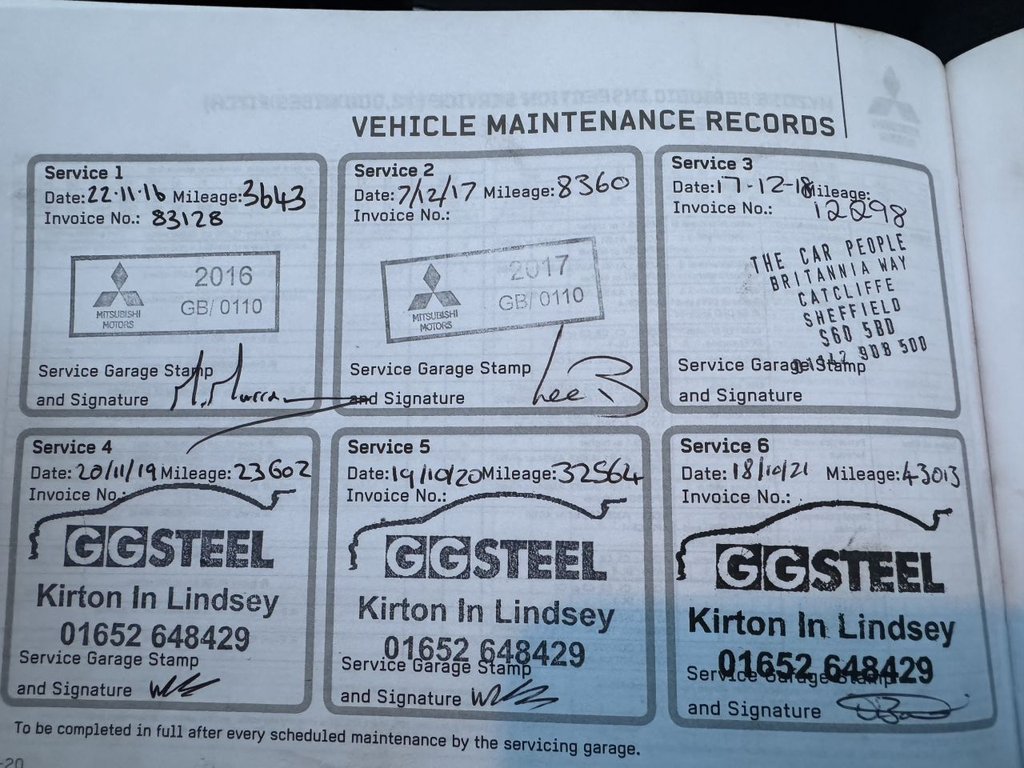 VEHICLE MAINTENANCE RECORDS
Service 1
Date: 22.11.16 Mileage: 3643
Invoice No.: 83128
2016
GB/ 0110
MITSUBISHI
MOTORS
Service Garage Stamp
and Signature
Service 2
Date: 7/12/17 Mileage: 8360
Invoice No.:
2017
GB/ 0110
MITSUBISHI
MOTORS
Service Garage Stamp
and Signature Lee B
Service 3
Date: 17-12-18 Mileage:
Invoice No.: 12298
THE CAR PEOPLE
BRITANNIA WAY
CATCLIFFE
SHEFFIELD
S60 5BD
Service Garage Stamp
and Signature
Service 4
Date: 20/11/19 Mileage: 23602
Invoice No.:
GGSTEEL
Kirton In Lindsey
01652 648429
Service Garage Stamp
and Signature
Service 5
Date: 19/10/20 Mileage: 32564
Invoice No.:
GGSTEEL
Kirton In Lindsey
01652 648429
Service Garage Stamp
and Signature
Service 6
Date: 18/10/21 Mileage: 43013
Invoice No.:
GGSTEEL
Kirton In Lindsey
01652 648429
Service Garage Stamp
and Signature
To be completed in full after every scheduled maintenance by the servicing garage.
-20